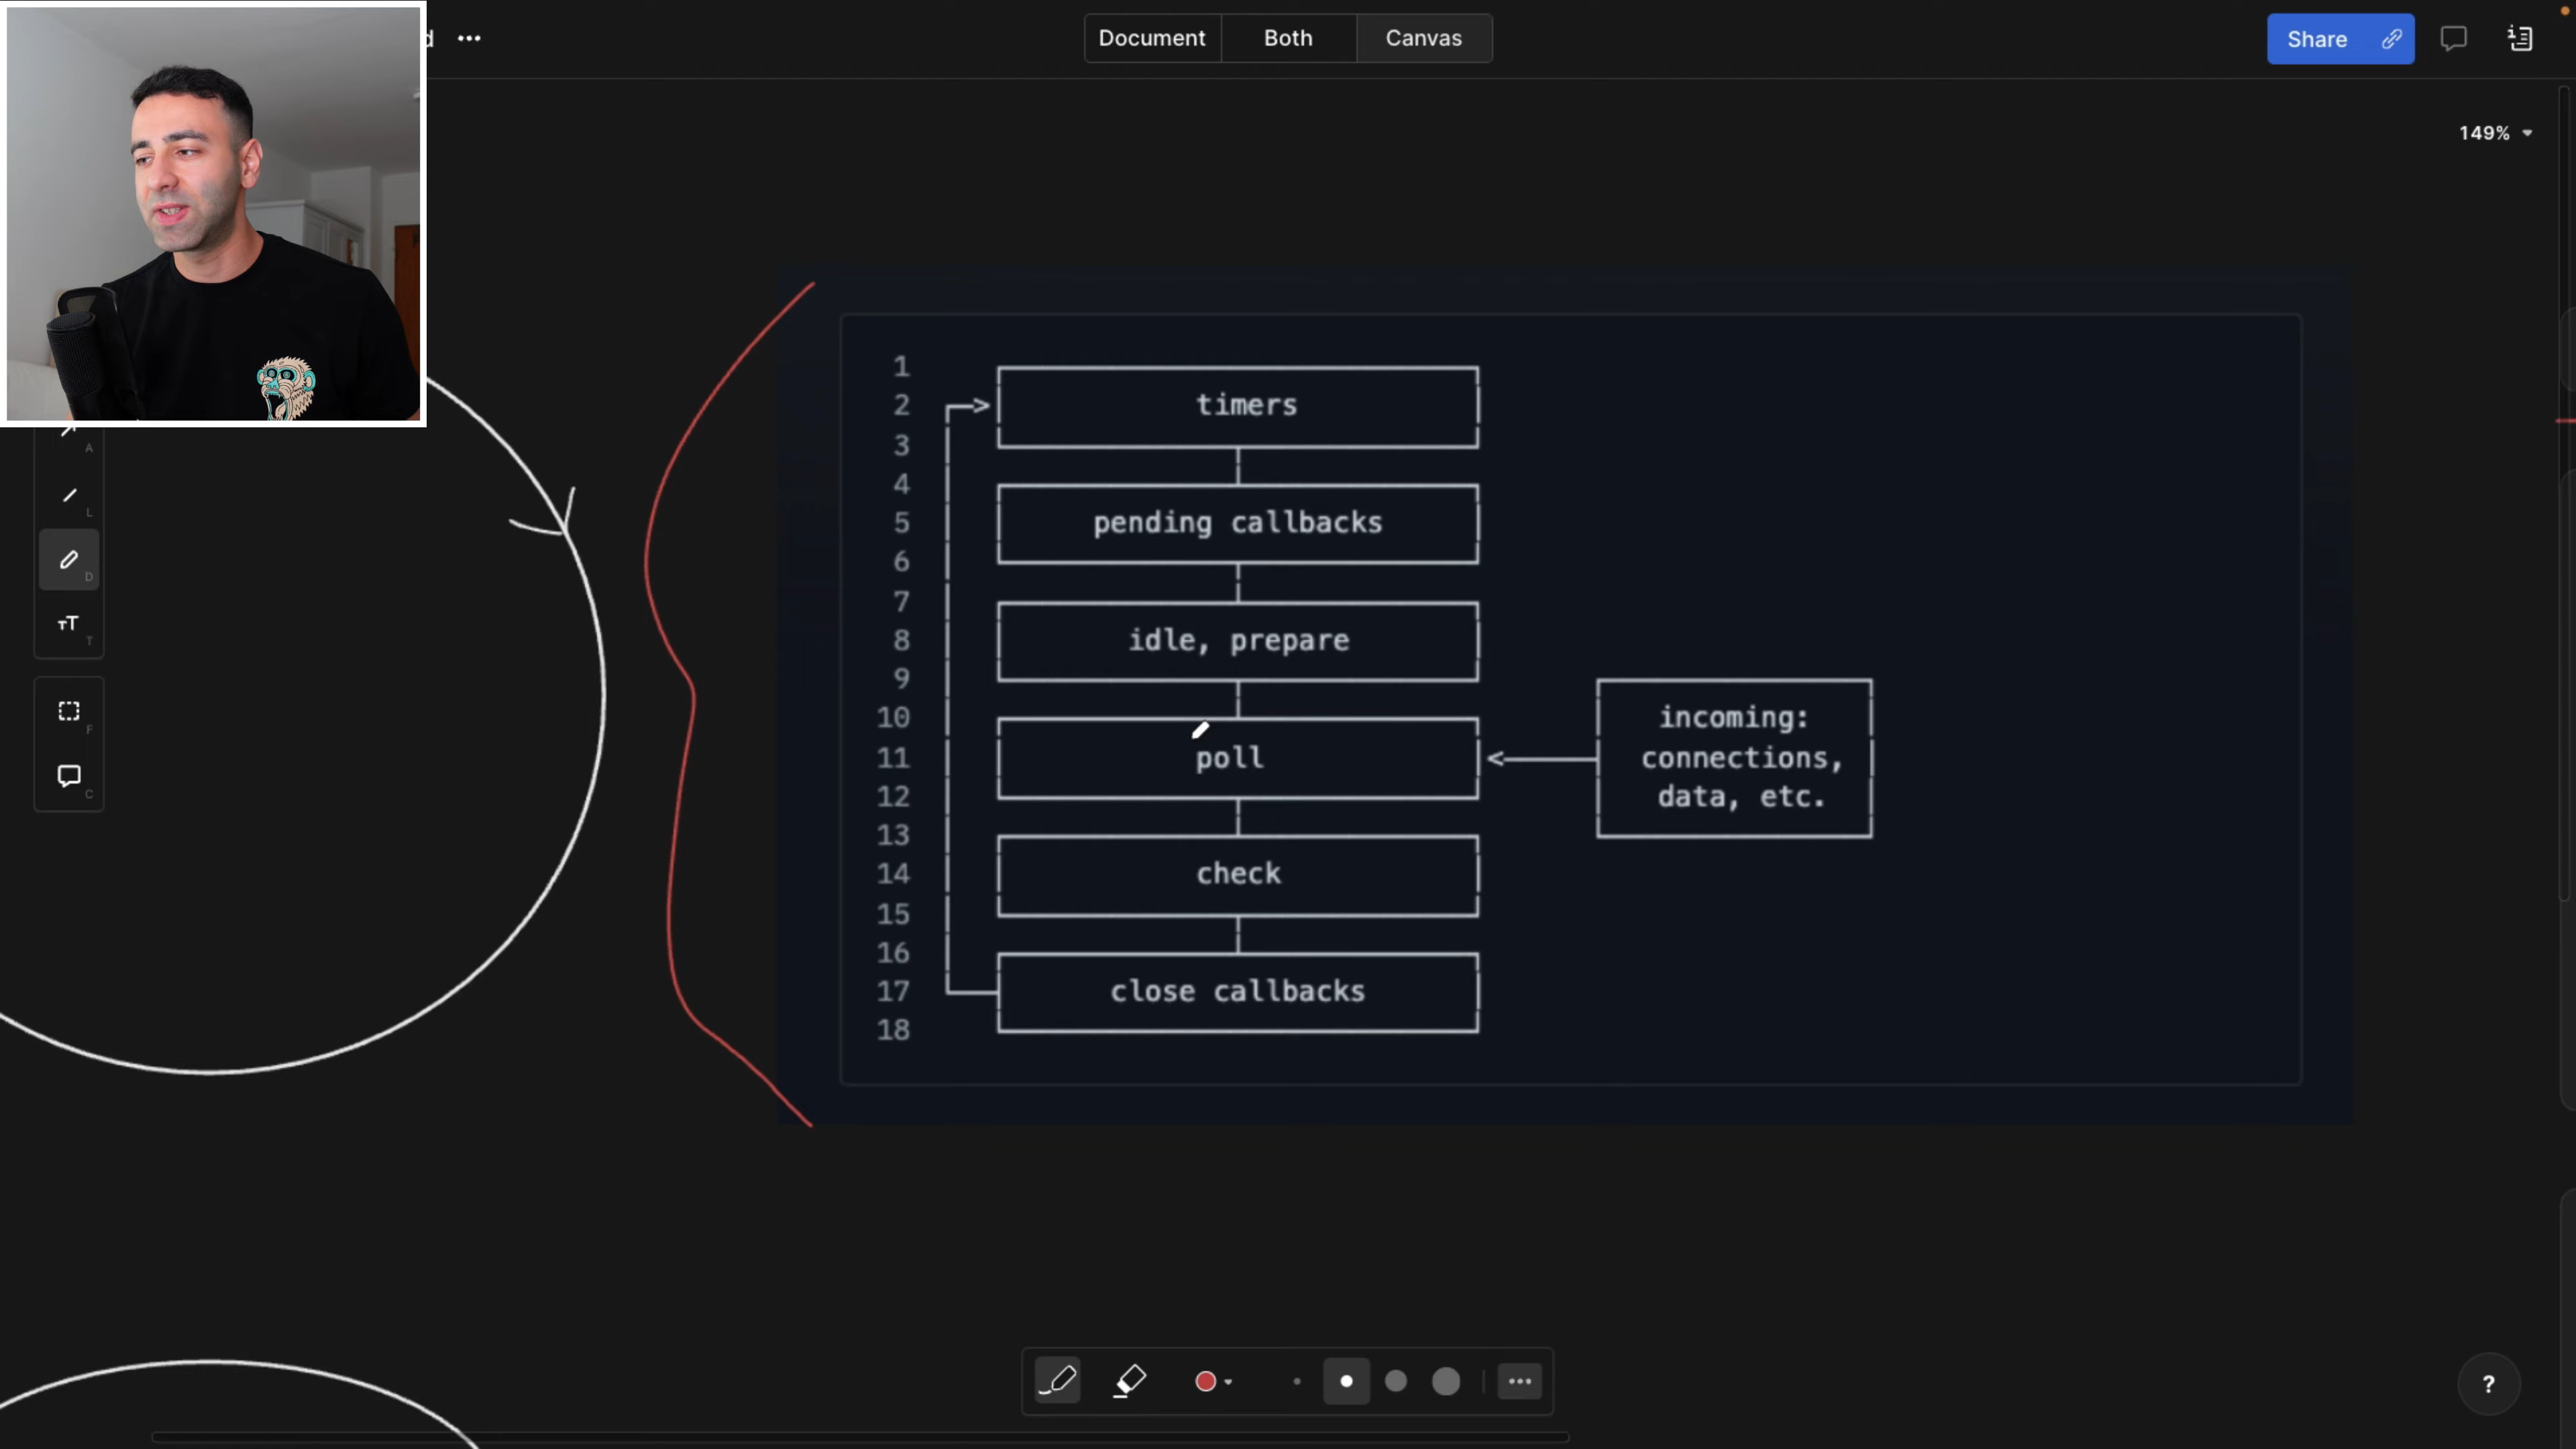 d
Document Both Canvas
Share
149%
A
L
D
T
F
C
1
2 timers
3
4
5 pending callbacks
6
7
8 idle, prepare
9
10 incoming:
11 poll connections,
12 data, etc.
13
14 check
15
16
17 close callbacks
18
?